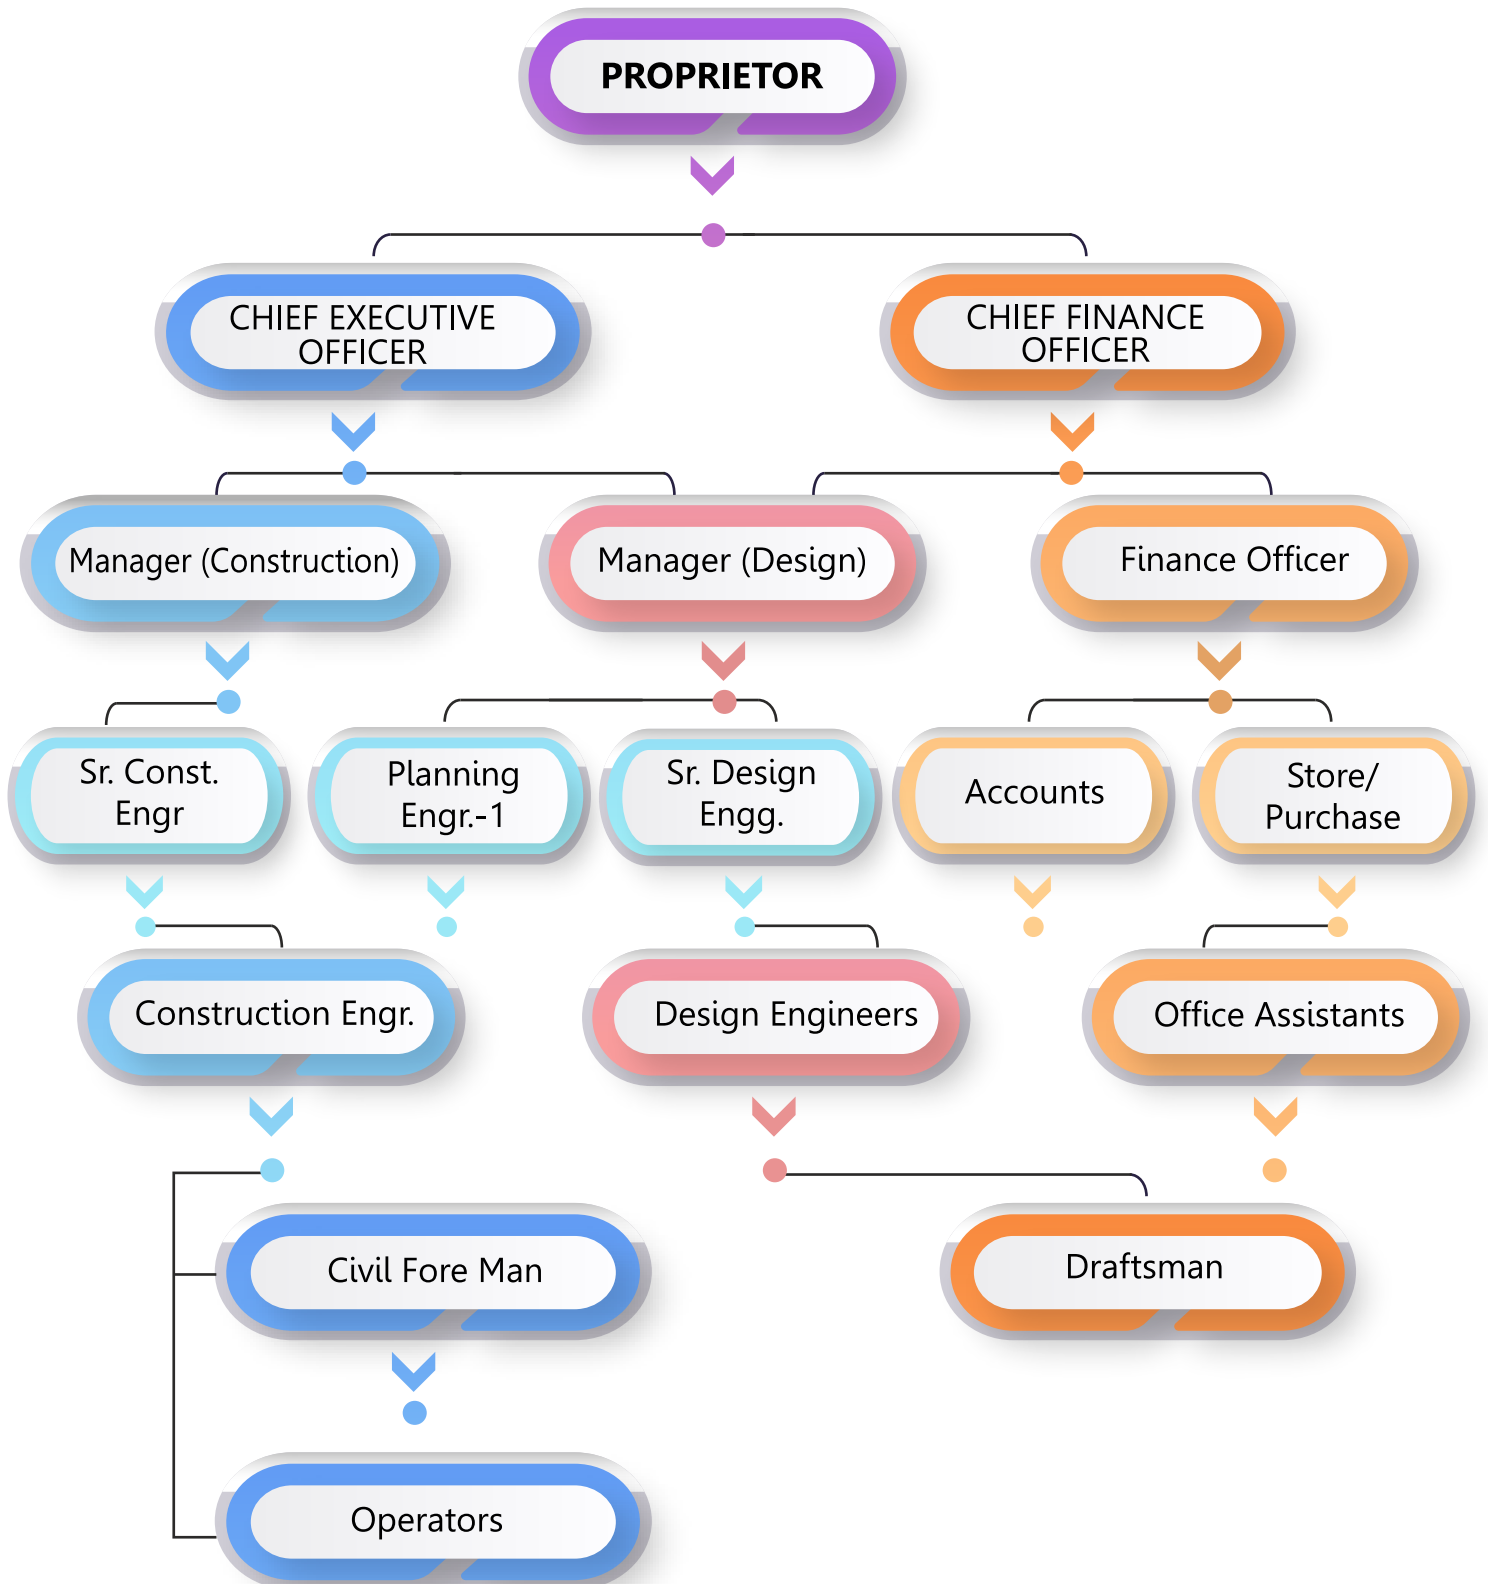 PROPRIETOR
CHIEF EXECUTIVE
OFFICER
CHIEF FINANCE
OFFICER
Manager (Construction)
Manager (Design)
Finance Officer
Sr. Const.
Engr
Planning
Engr.-1
Sr. Design
Engg.
Accounts
Store/
Purchase
Construction Engr.
Design Engineers
Office Assistants
Civil Fore Man
Draftsman
Operators